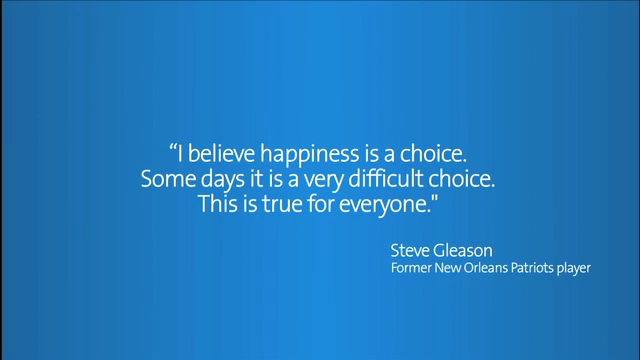 “I believe happiness is a choice.
Some days it is a very difficult choice.
This is true for everyone."
Steve Gleason
Former New Orleans Patriots player